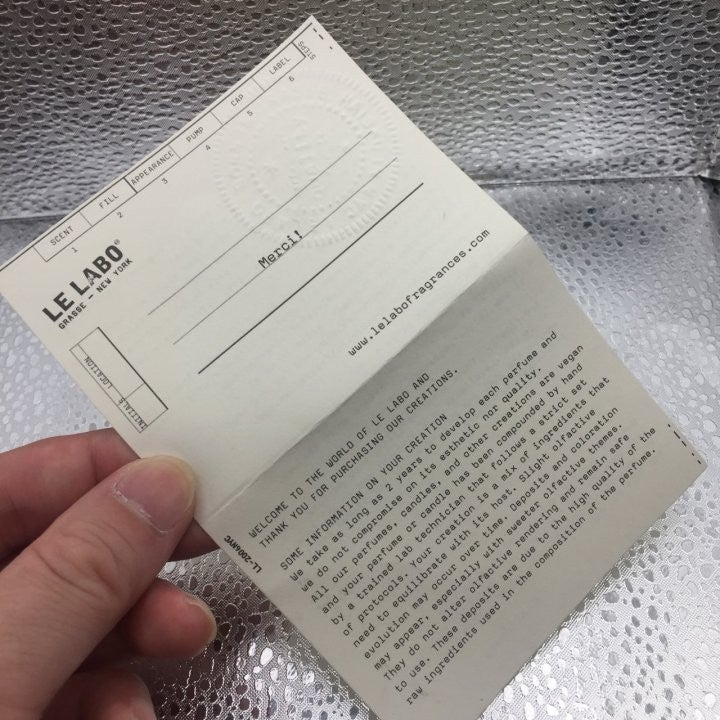 STEPS
SCENT FILL APPEARANCE PUMP CAP LABEL
1 2 3 4 5 6
LE LABO®
GRASSE - NEW YORK
LOCATION
INITIALS
Merci!
www.lelabofragrances.com
WELCOME TO THE WORLD OF LE LABO AND
THANK YOU FOR PURCHASING OUR CREATIONS.
SOME INFORMATION ON YOUR CREATION
We take as long as 2 years to develop each perfume and
we do not compromise on its esthetic nor quality.
All our perfumes, candles, and other creations are vegan
and your perfume or candle has been compounded by hand
by a trained lab technician that follows a strict set
of protocols. Your creation is a mix of ingredients that
need to equilibrate with its host. Slight olfactive
evolution may occur over time. Deposits and coloration
may appear, especially with sweeter olfactive themes.
They do not alter olfactive rendering and remain safe
to use. These deposits are due to the high quality of the
raw ingredients used in the composition of the perfume.